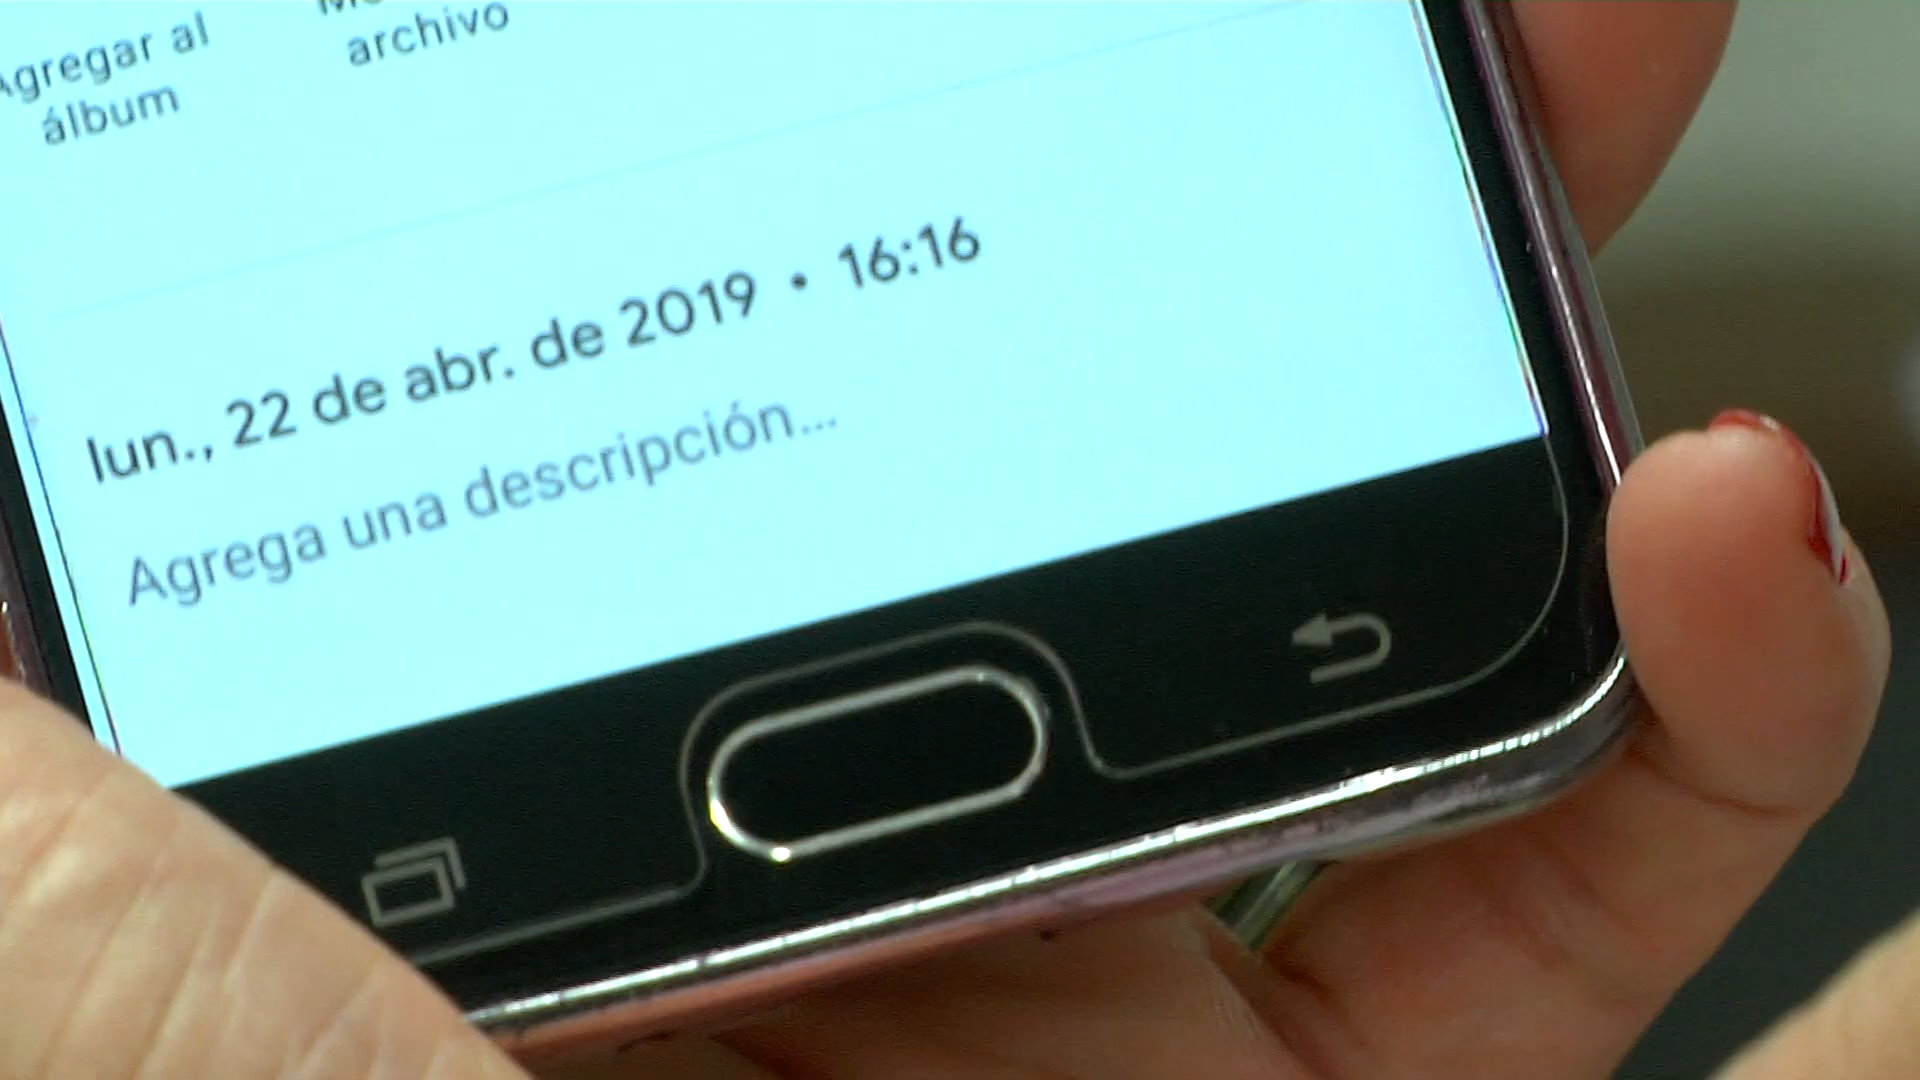 Agregar al
álbum
archivo
lun., 22 de abr. de 2019 • 16:16
Agrega una descripción...